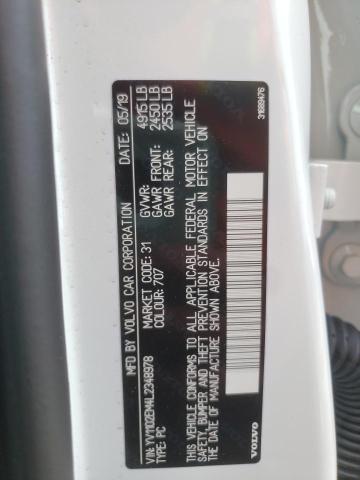 MFD BY VOLVO CAR CORPORATION DATE: 05/19
MARKET CODE: 31 GVWR: 4915 LB
COLOUR: 707 GAWR FRONT: 2450 LB
GAWR REAR: 2535 LB
VIN: YV1102EM4L2348978
TYPE: PC
THIS VEHICLE CONFORMS TO ALL APPLICABLE FEDERAL MOTOR VEHICLE
SAFETY, BUMPER AND THEFT PREVENTION STANDARDS IN EFFECT ON
THE DATE OF MANUFACTURE SHOWN ABOVE.
VOLVO 31689476